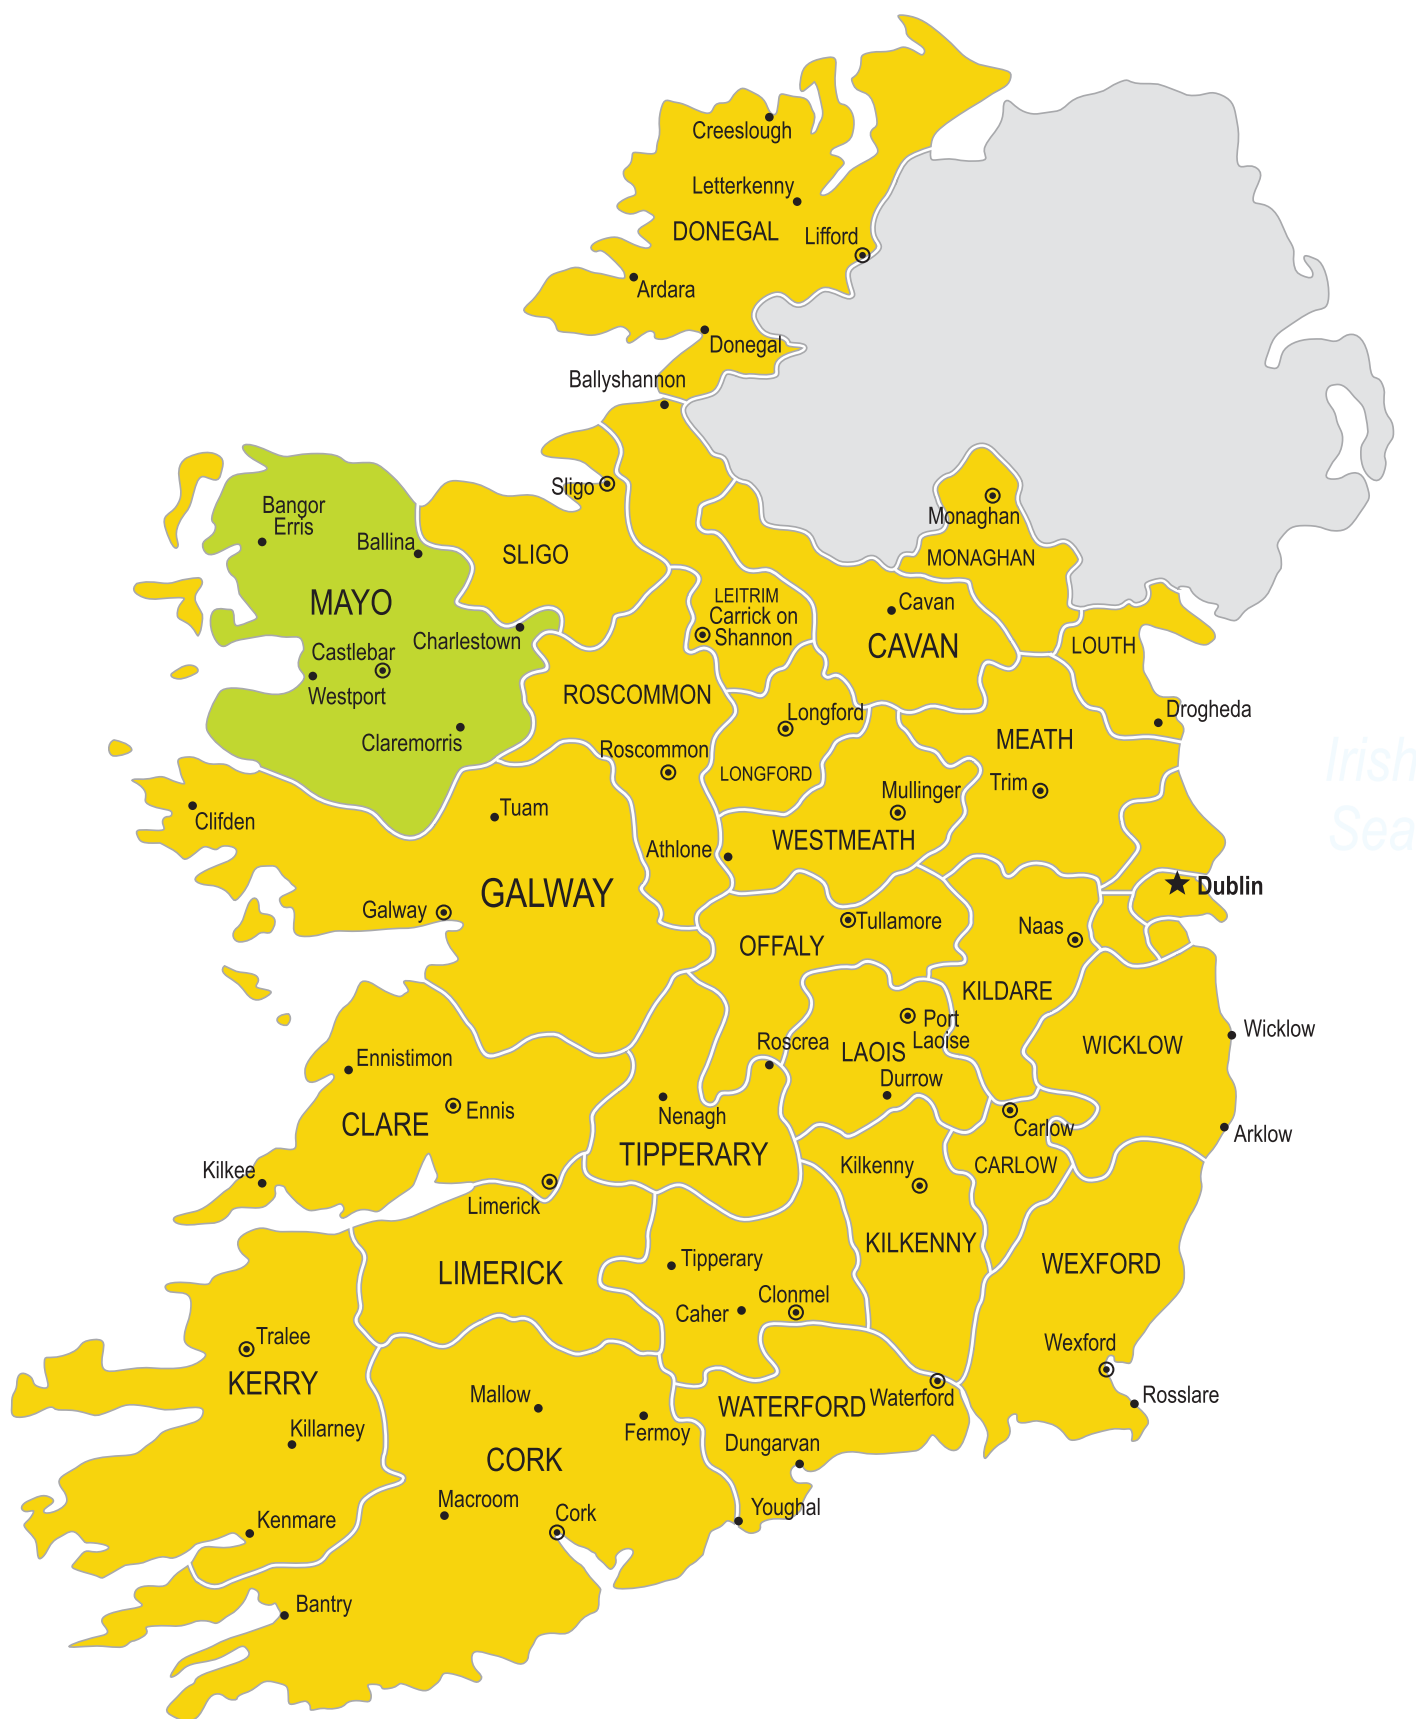 Creeslough
Letterkenny
DONEGAL
Lifford
Ardara
Donegal
Ballyshannon
Sligo
Bangor
Erris
Monaghan
Ballina
SLIGO
MONAGHAN
MAYO
LEITRIM
Carrick on
Shannon
Cavan
CAVAN
LOUTH
Charlestown
Castlebar
Westport
ROSCOMMON
Longford
Drogheda
Claremorris
Roscommon
MEATH
Irish
Sea
LONGFORD
Trim
Mullinger
Clifden
Tuam
WESTMEATH
Athlone
GALWAY
Dublin
Galway
Tullamore
Naas
OFFALY
KILDARE
Port
Laoise
Wicklow
Roscrea
LAOIS
WICKLOW
Ennistimon
Durrow
Ennis
Nenagh
CLARE
Carlow
Arklow
TIPPERARY
Kilkee
Kilkenny
CARLOW
Limerick
KILKENNY
Tipperary
WEXFORD
LIMERICK
Clonmel
Caher
Tralee
Wexford
KERRY
Mallow
WATERFORD
Waterford
Rosslare
Killarney
Fermoy
Dungarvan
CORK
Macroom
Cork
Youghal
Kenmare
Bantry